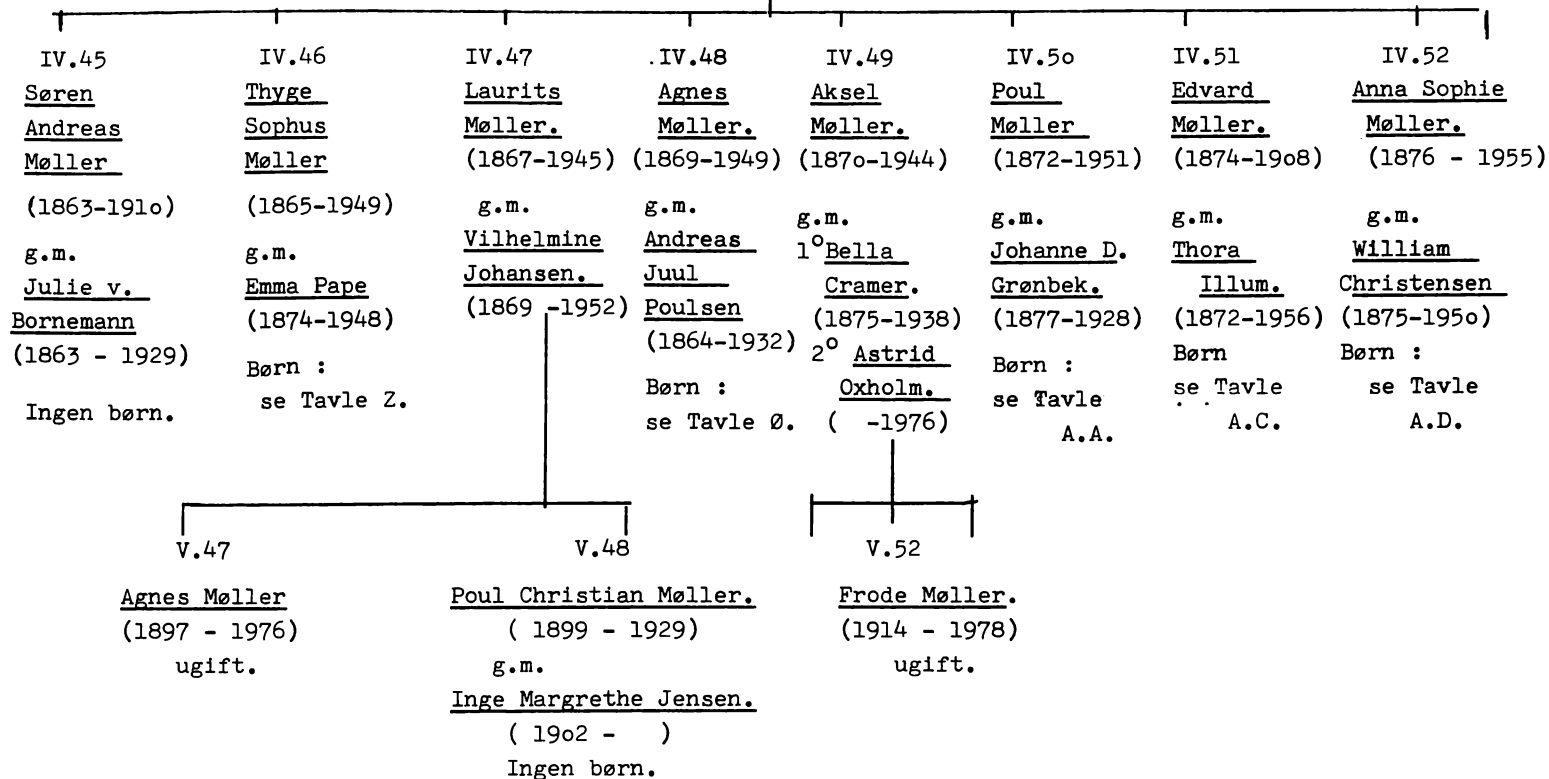 IV.45
Søren
Andreas
Møller
(1863-191o)
g.m.
Julie v.
Bornemann
(1863 - 1929)
Ingen børn.
IV.46
Thyge
Sophus
Møller
(1865-1949)
g.m.
Emma Pape
(1874-1948)
Børn :
se Tavle Z.
IV.47
Laurits
Møller.
(1867-1945)
g.m.
Vilhelmine
Johansen.
(1869 -1952)
.IV.48
Agnes
Møller.
(1869-1949)
g.m.
Andreas
Juul
Poulsen
(1864-1932)
Børn :
se Tavle Ø.
IV.49
Aksel
Møller.
(187o-1944)
g.m.
1o Bella
Cramer.
(1875-1938)
2o Astrid
Oxholm.
(   -1976)
IV.5o
Poul
Møller
(1872-1951)
g.m.
Johanne D.
Grønbek.
(1877-1928)
Børn :
se Tavle
A.A.
IV.51
Edvard
Møller.
(1874-19o8)
g.m.
Thora
Illum.
(1872-1956)
Børn
se Tavle
A.C.
IV.52
Anna Sophie
Møller.
(1876 - 1955)
g.m.
William
Christensen
(1875-195o)
Børn :
se Tavle
A.D.
V.47
Agnes Møller
(1897 - 1976)
ugift.
V.48
Poul Christian Møller.
( 1899 - 1929)
g.m.
Inge Margrethe Jensen.
( 19o2 -   )
Ingen børn.
V.52
Frode Møller.
(1914 - 1978)
ugift.